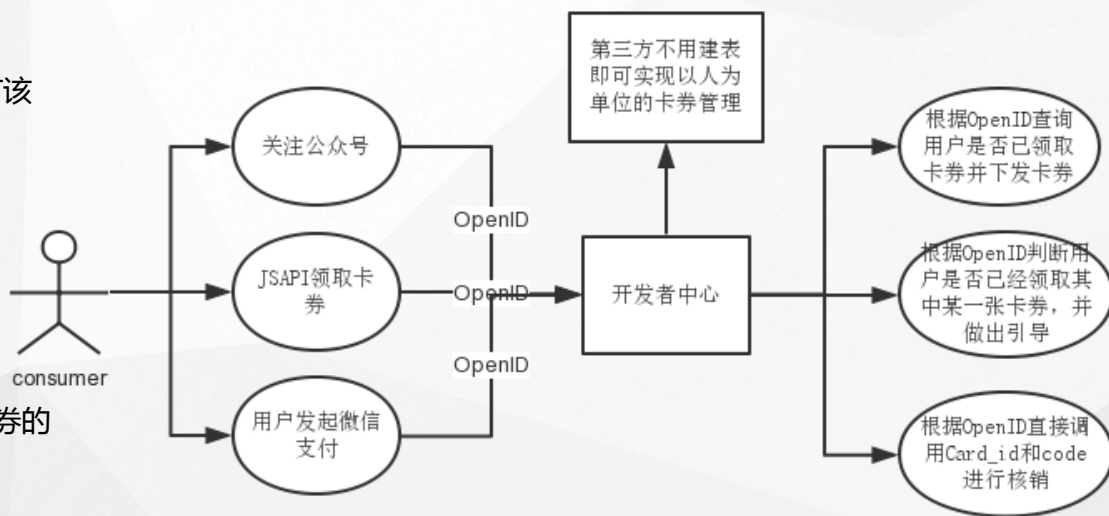 第三方不用建表
即可实现以人为
单位的卡券管理
该
关注公众号
根据OpenID查询
用户是否已领取
卡券并下发卡券
OpenID
JSAPI领取卡
券
OpenID
开发者中心
根据OpenID判断用
户是否已经领取其
中某一张卡券，并
做出引导
OpenID
consumer
券的
用户发起微信
支付
根据OpenID直接调
用Card_id和code
进行核销